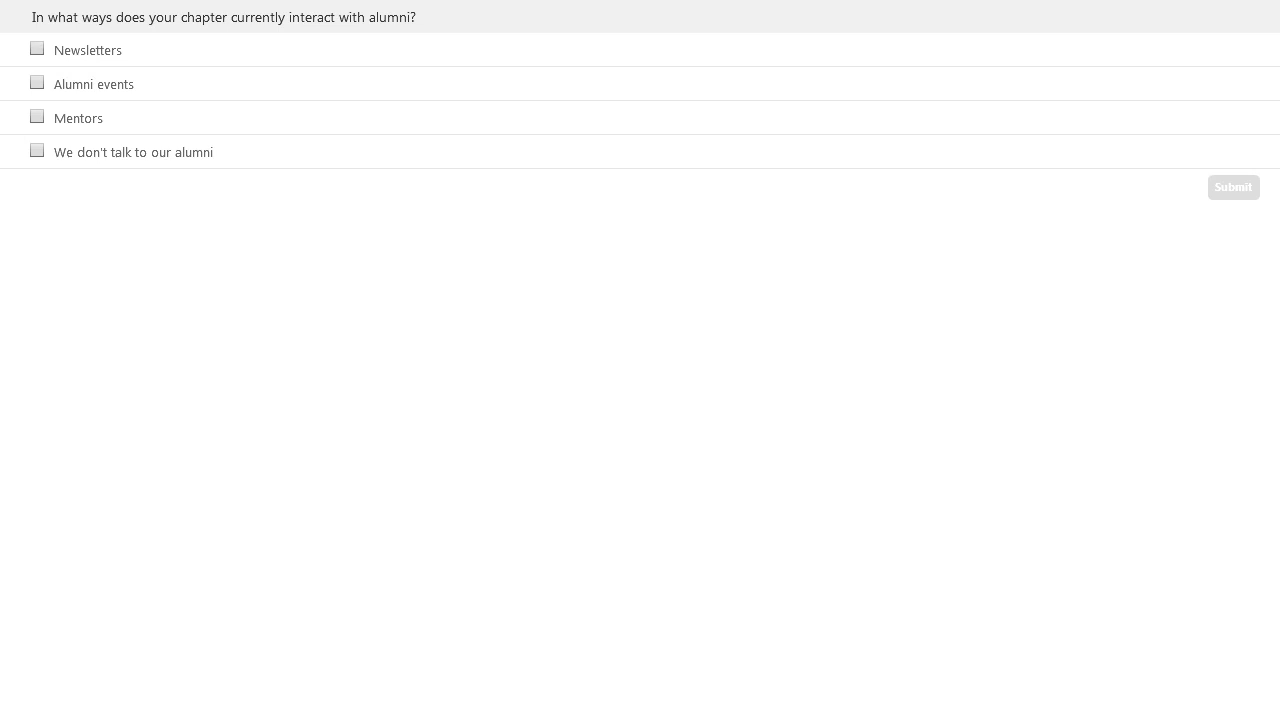 In what ways does your chapter currently interact with alumni?
Newsletters
Alumni events
Mentors
We don't talk to our alumni
Submit